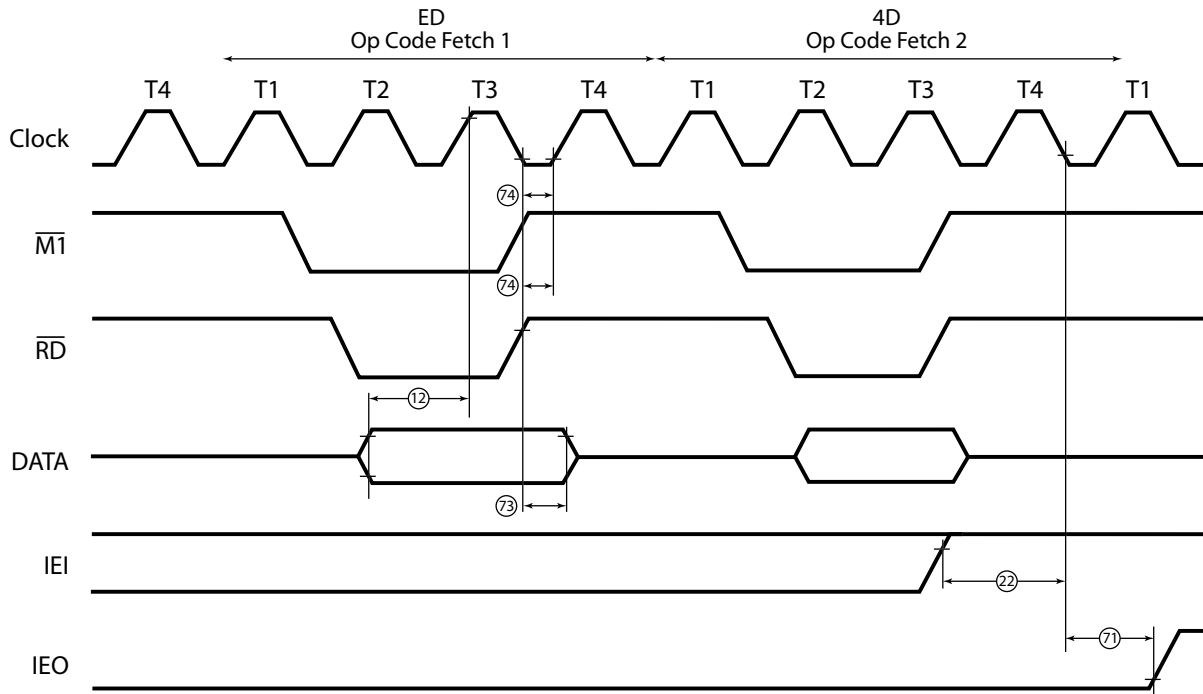 ED
Op Code Fetch 1
4D
Op Code Fetch 2
T4 T1 T2 T3 T4 T1 T2 T3 T4 T1
Clock
74
M1
74
RD
12
DATA
73
IEI
22
71
IEO